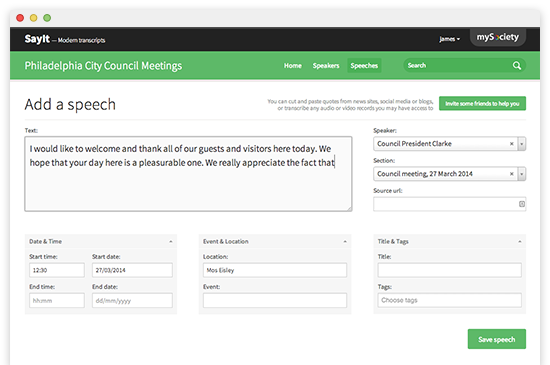 SayIt — Modern transcripts
james
mySociety
Philadelphia City Council Meetings
Home Speakers Speeches
Search
Add a speech
You can cut and paste quotes from news sites, social media or blogs,
or transcribe any audio or video records you may have access to
Invite some friends to help you
Text:
I would like to welcome and thank all of our guests and visitors here today. We
hope that your day here is a pleasurable one. We really appreciate the fact that
Speaker:
Council President Clarke
Section:
Council meeting, 27 March 2014
Source url:
Date & Time
Start time: Start date:
12:30 27/03/2014
End time: End date:
hh:mm dd/mm/yyyy
Event & Location
Location:
Mos Eisley
Event:
Title & Tags
Title:
Tags:
Choose tags
Save speech